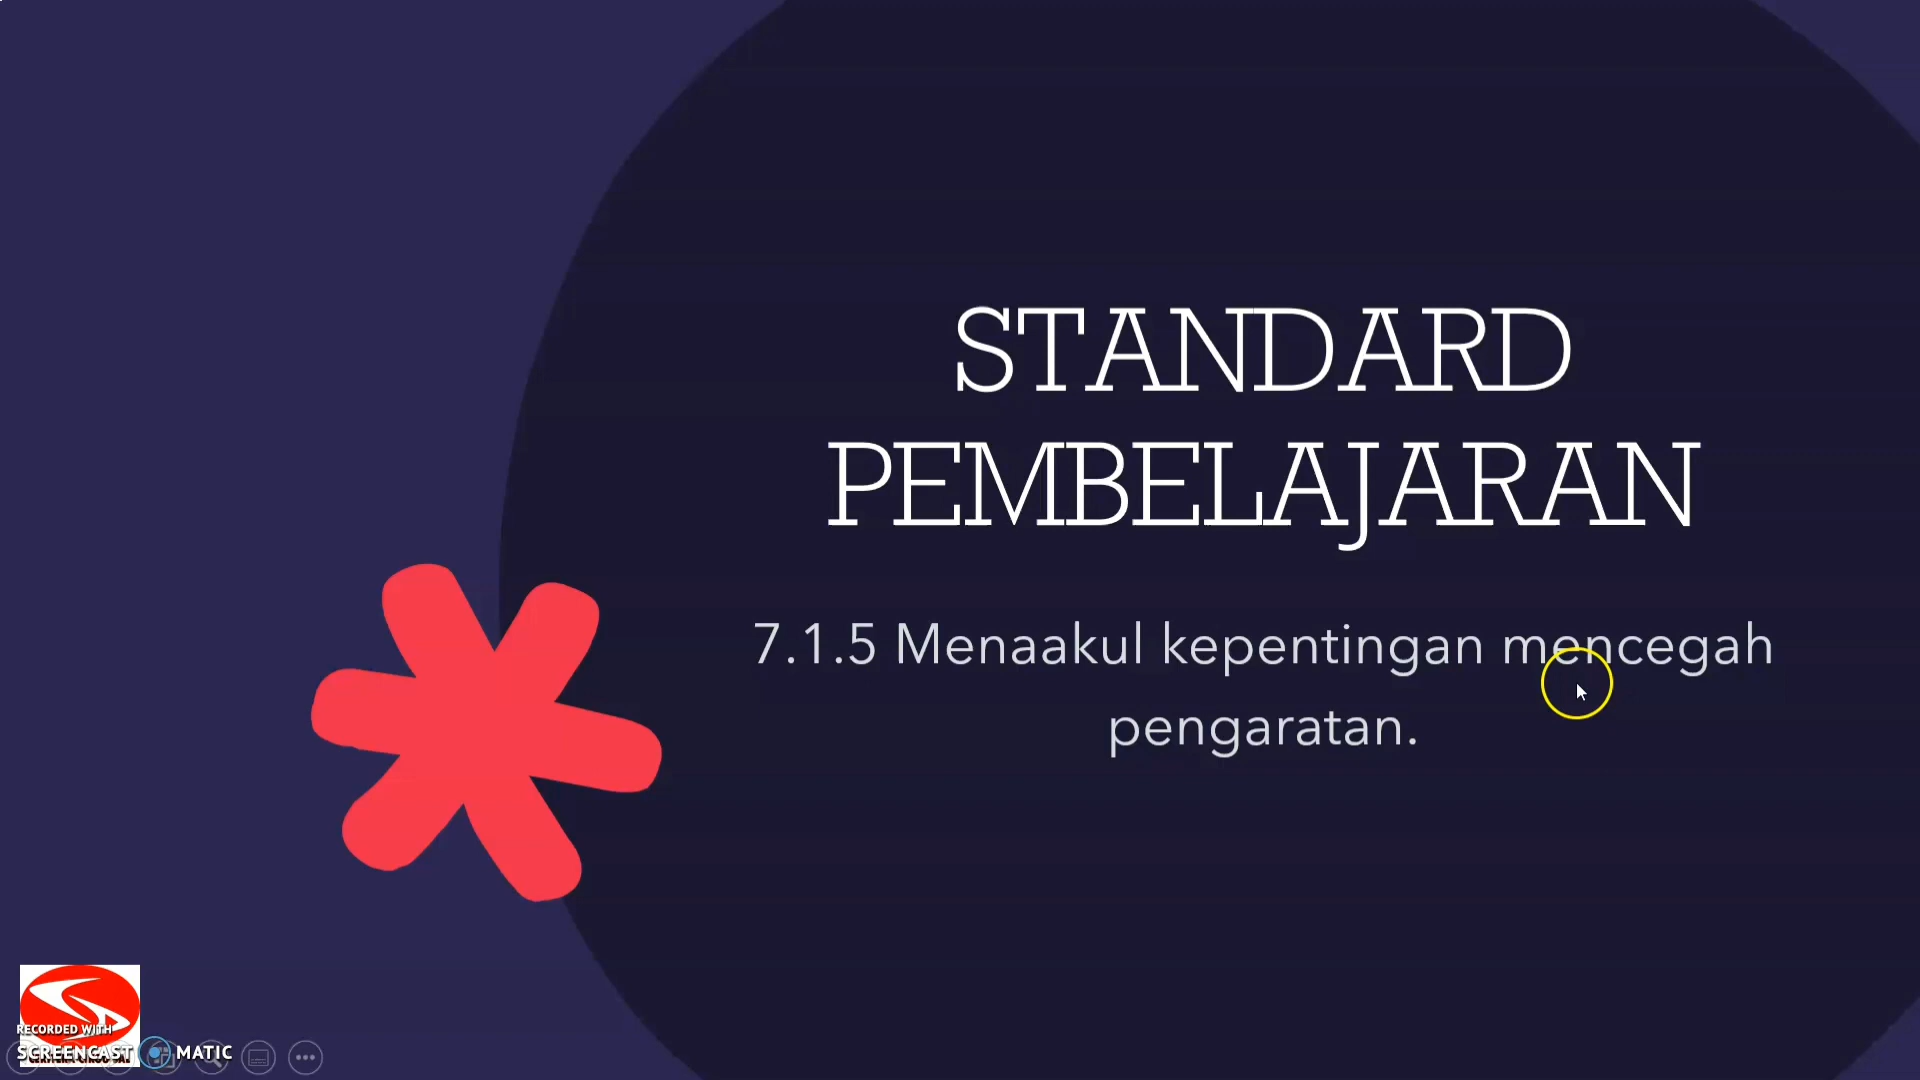 STANDARD
PEMBELAJARAN
7.1.5 Menaakul kepentingan mencegah
pengaratan.
RECORDED WITH
SCREENCAST MATIC